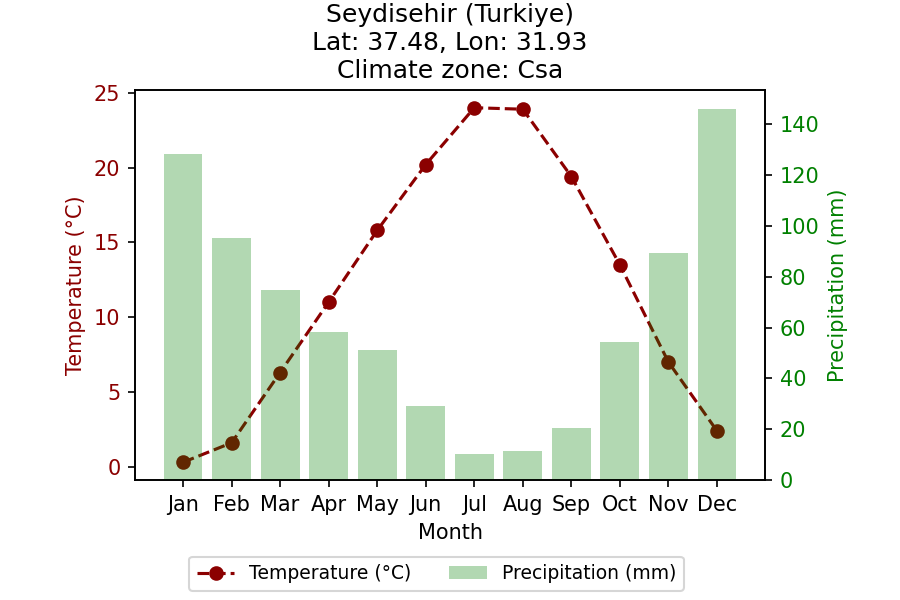 Seydisehir (Turkiye)
Lat: 37.48, Lon: 31.93
Climate zone: Csa
Temperature (°C)
25
20
15
10
5
0
140
120
100
80
60
40
20
0
Precipitation (mm)
Jan Feb Mar Apr May Jun Jul Aug Sep Oct Nov Dec
Month
Temperature (°C) Precipitation (mm)